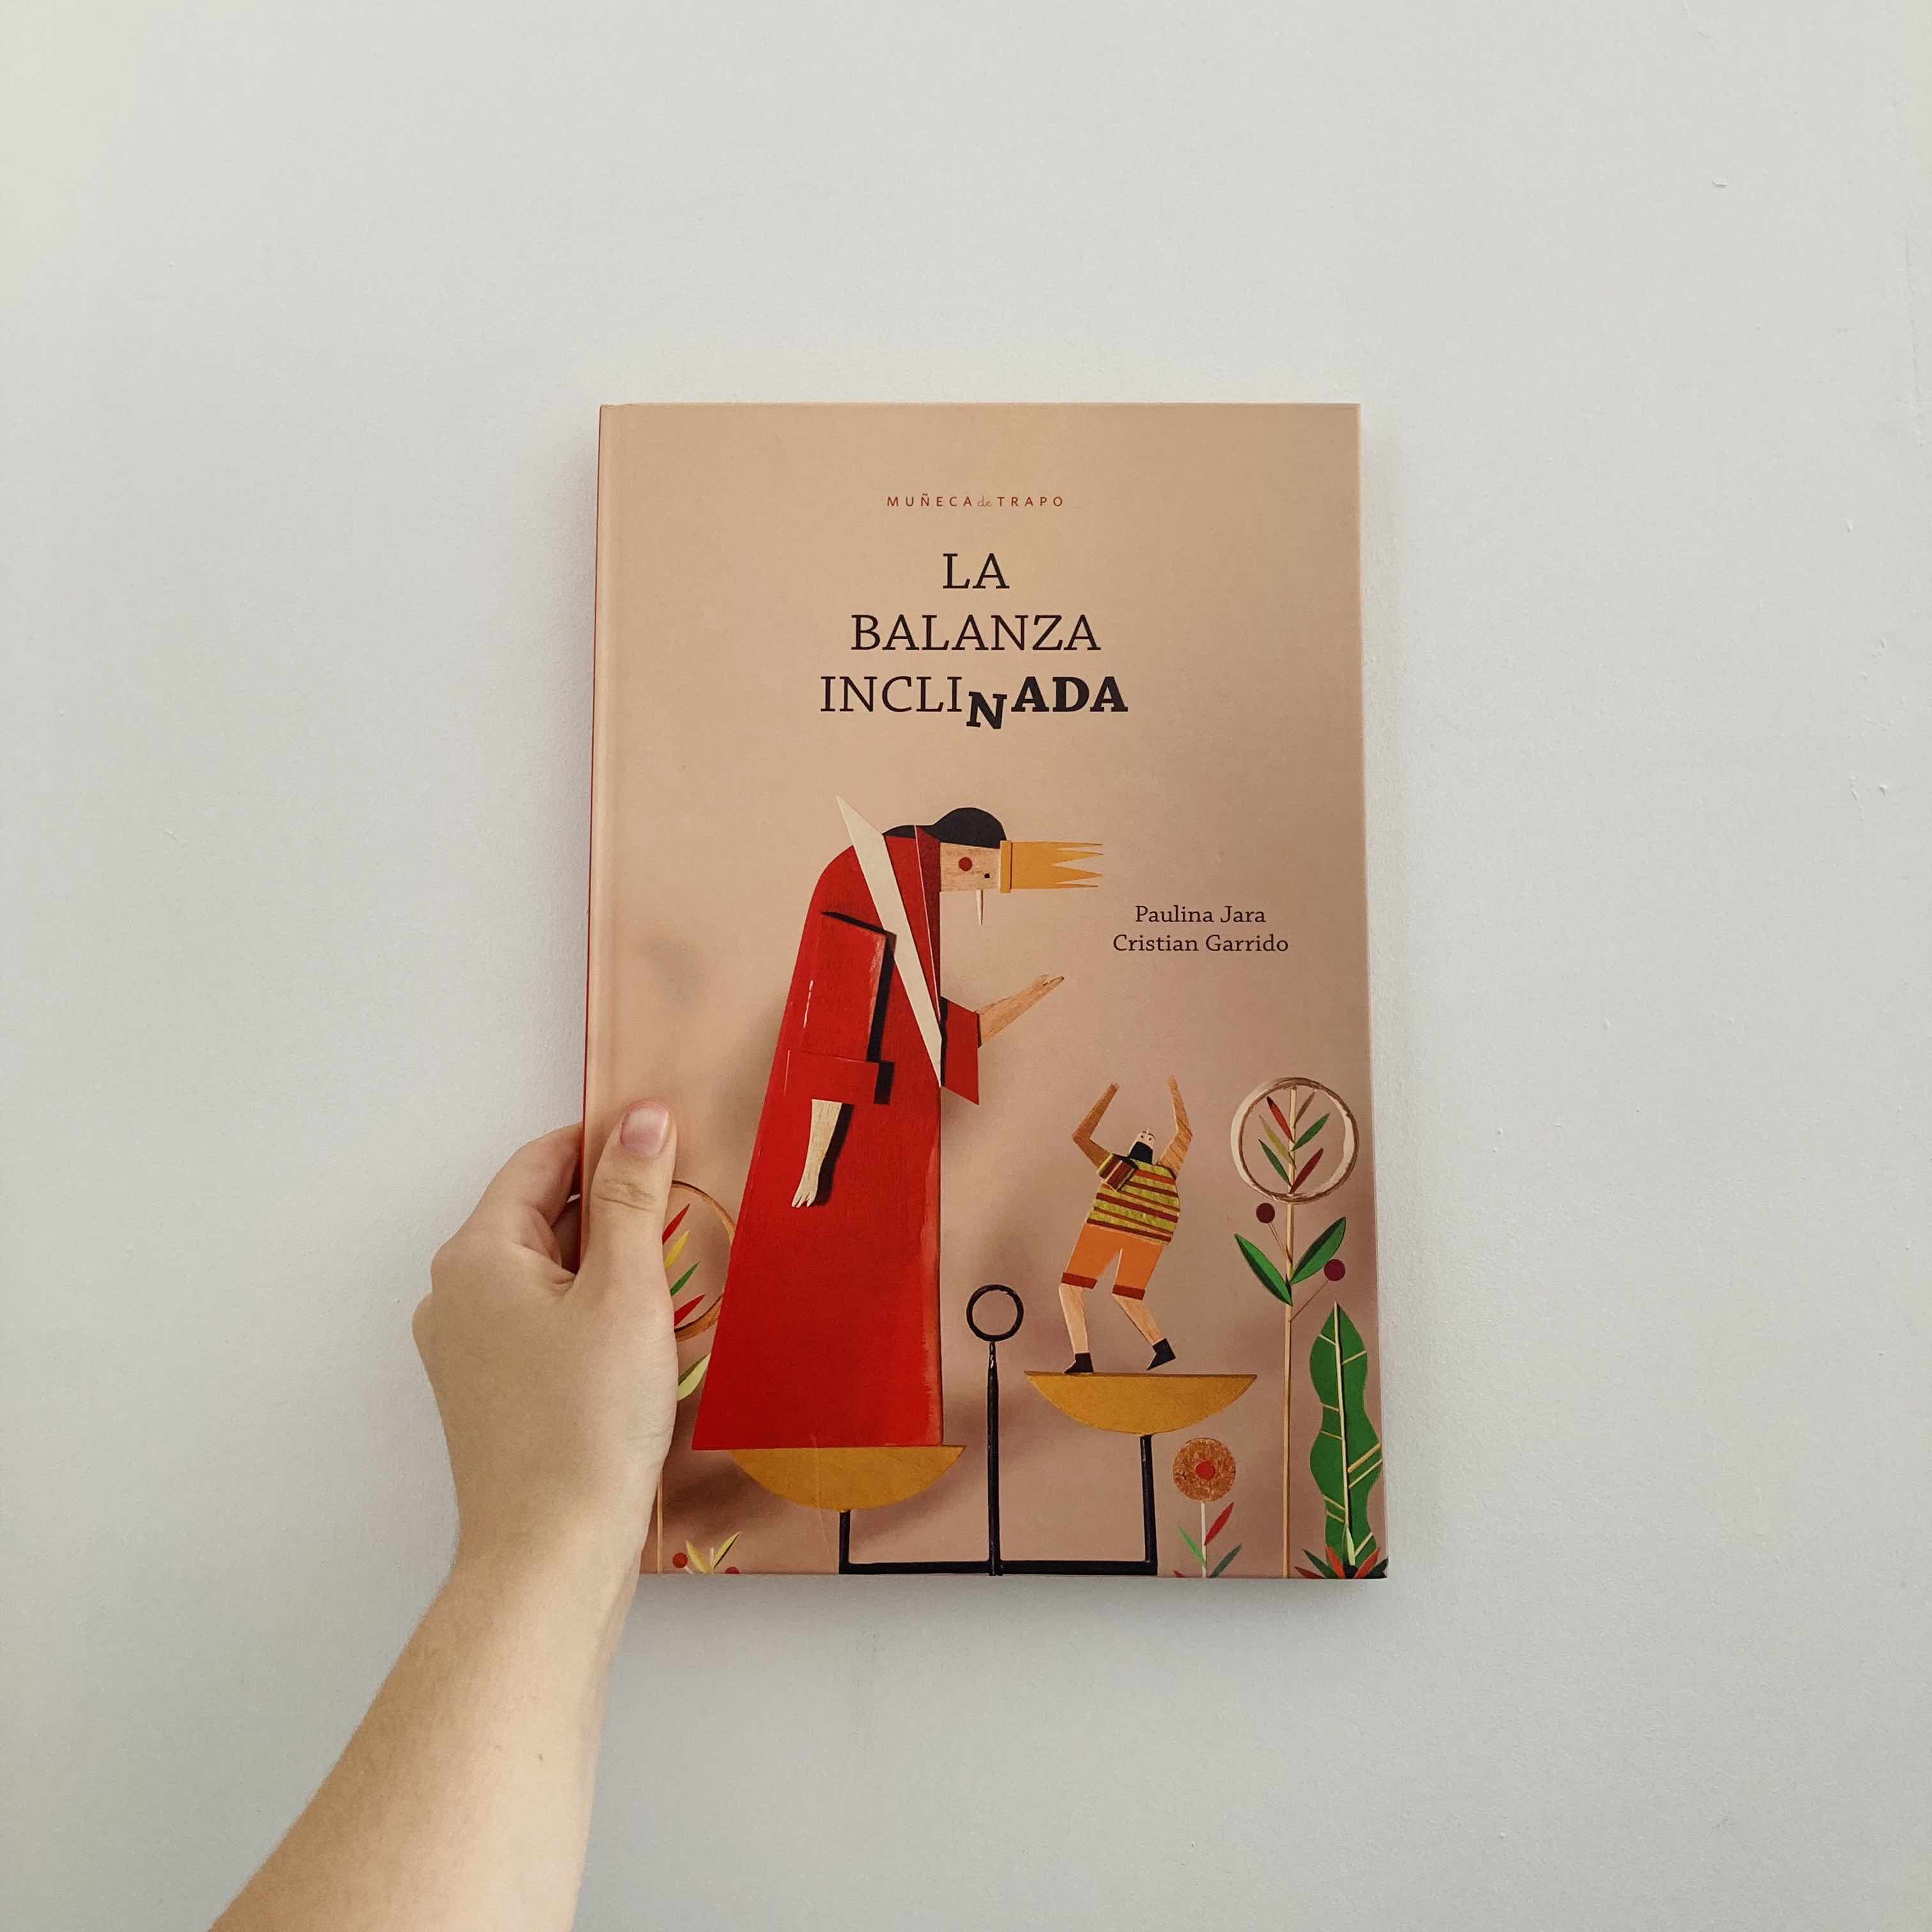 MUÑECA de TRAPO
LA
BALANZA
INCLINADA
Paulina Jara
Cristian Garrido